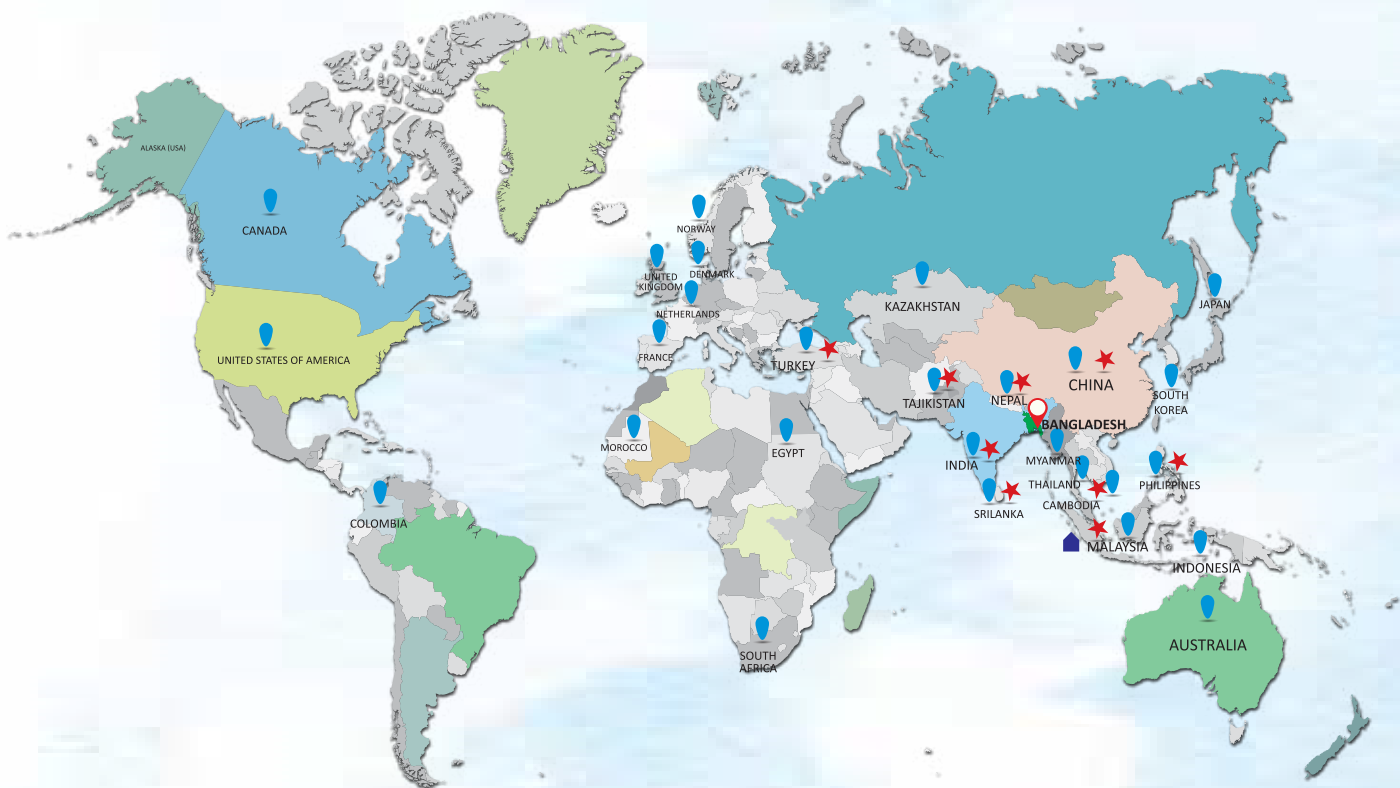 ALASKA (USA)
CANADA
NORWAY
DENMARK
UNITED
KINGDOM
NETHERLANDS
KAZAKHSTAN
JAPAN
UNITED STATES OF AMERICA
FRANCE
TURKEY
CHINA
TAJIKISTAN
NEPAL
SOUTH
KOREA
BANGLADESH
MOROCCO
EGYPT
INDIA
MYANMAR
THAILAND
PHILIPPINES
CAMBODIA
SRILANKA
COLOMBIA
MALAYSIA
INDONESIA
AUSTRALIA
SOUTH
AFRICA